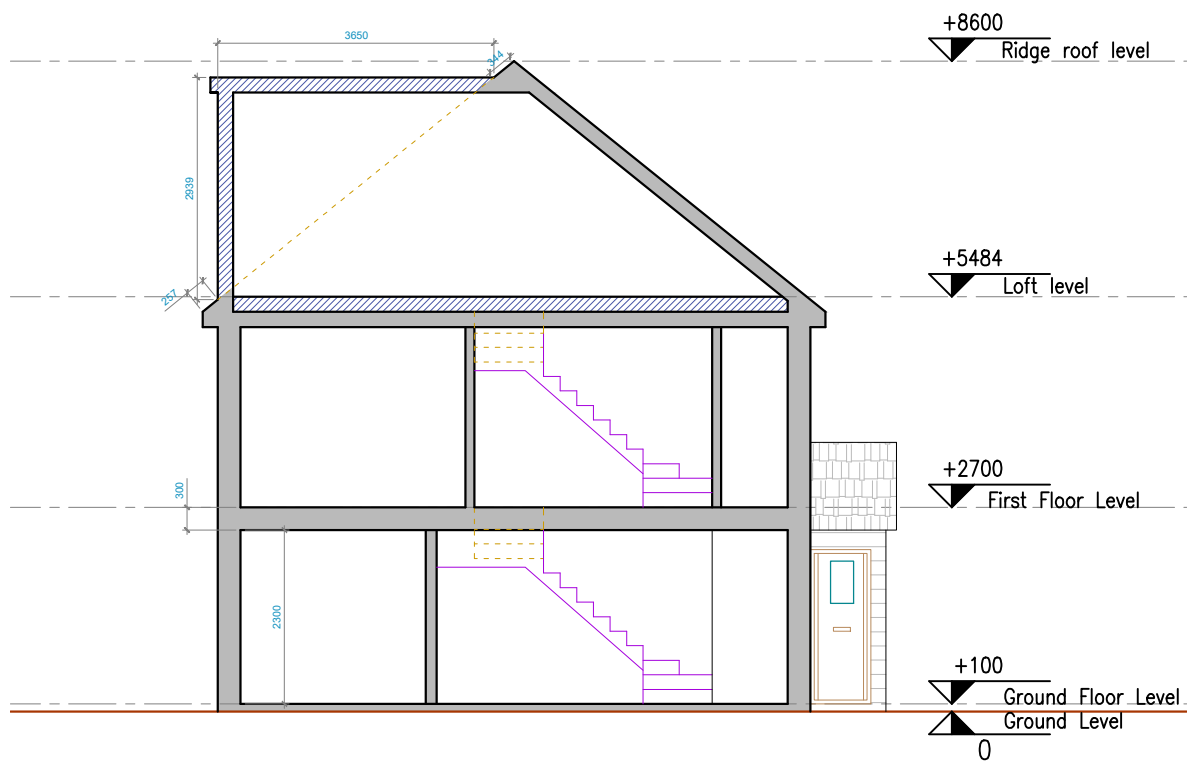 +8600
Ridge roof level
3650
344
2939
257
+5484
Loft level
+2700
First Floor Level
300
2300
+100
Ground Floor Level
Ground Level
0